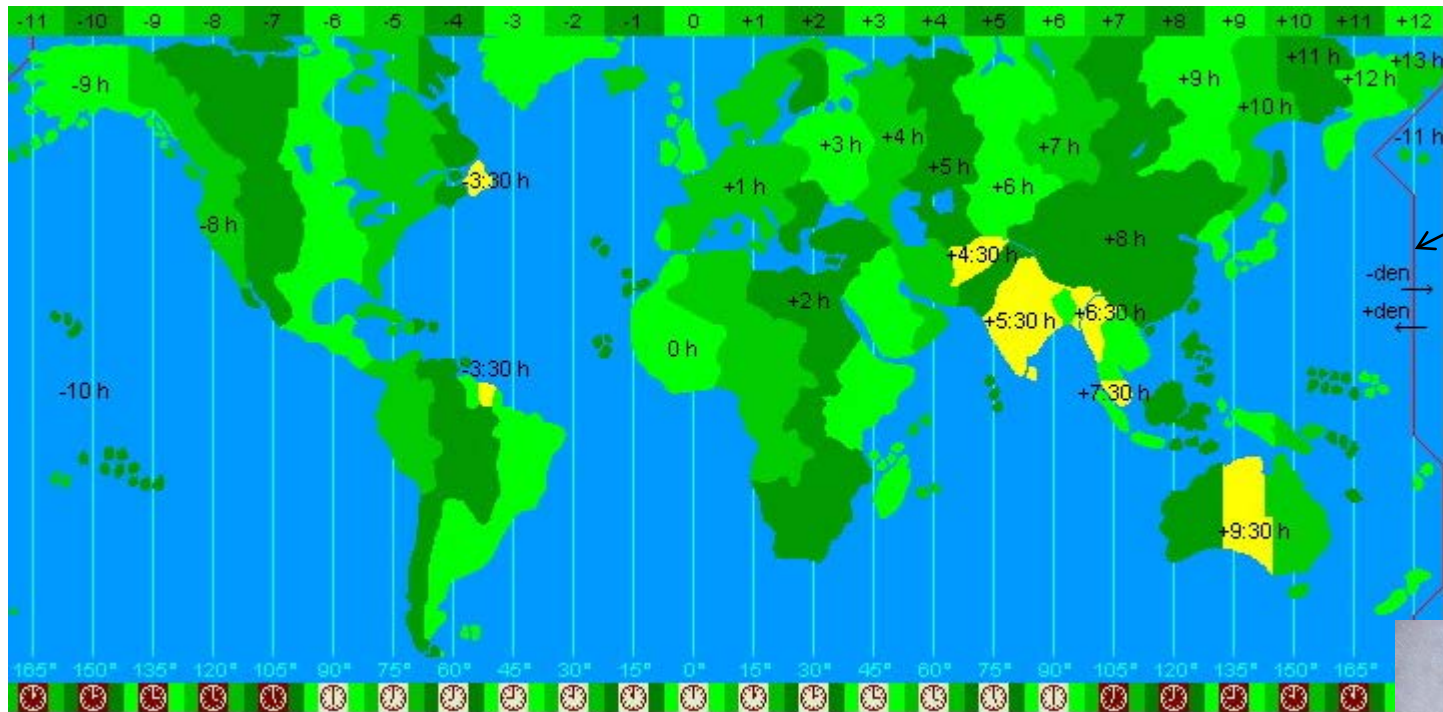 -11 -10 -9 -8 -7 -6 -5 -4 -3 -2 -1 0 +1 +2 +3 +4 +5 +6 +7 +8 +9 +10 +11 +12
+13 h
-9 h
+9 h
+11 h
+12 h
+10 h
-11 h
+3 h
+4 h
+7 h
+5 h
-3:30 h
+1 h
+6 h
-8 h
+8 h
+4:30 h
-den
+2 h
+6:30 h
+den
+5:30 h
0 h
-3:30 h
-10 h
+7:30 h
+9:30 h
165° 150° 135° 120° 105° 90° 75° 60° 45° 30° 15° 0° 15° 30° 45° 60° 75° 90° 105° 120° 135° 150° 165°